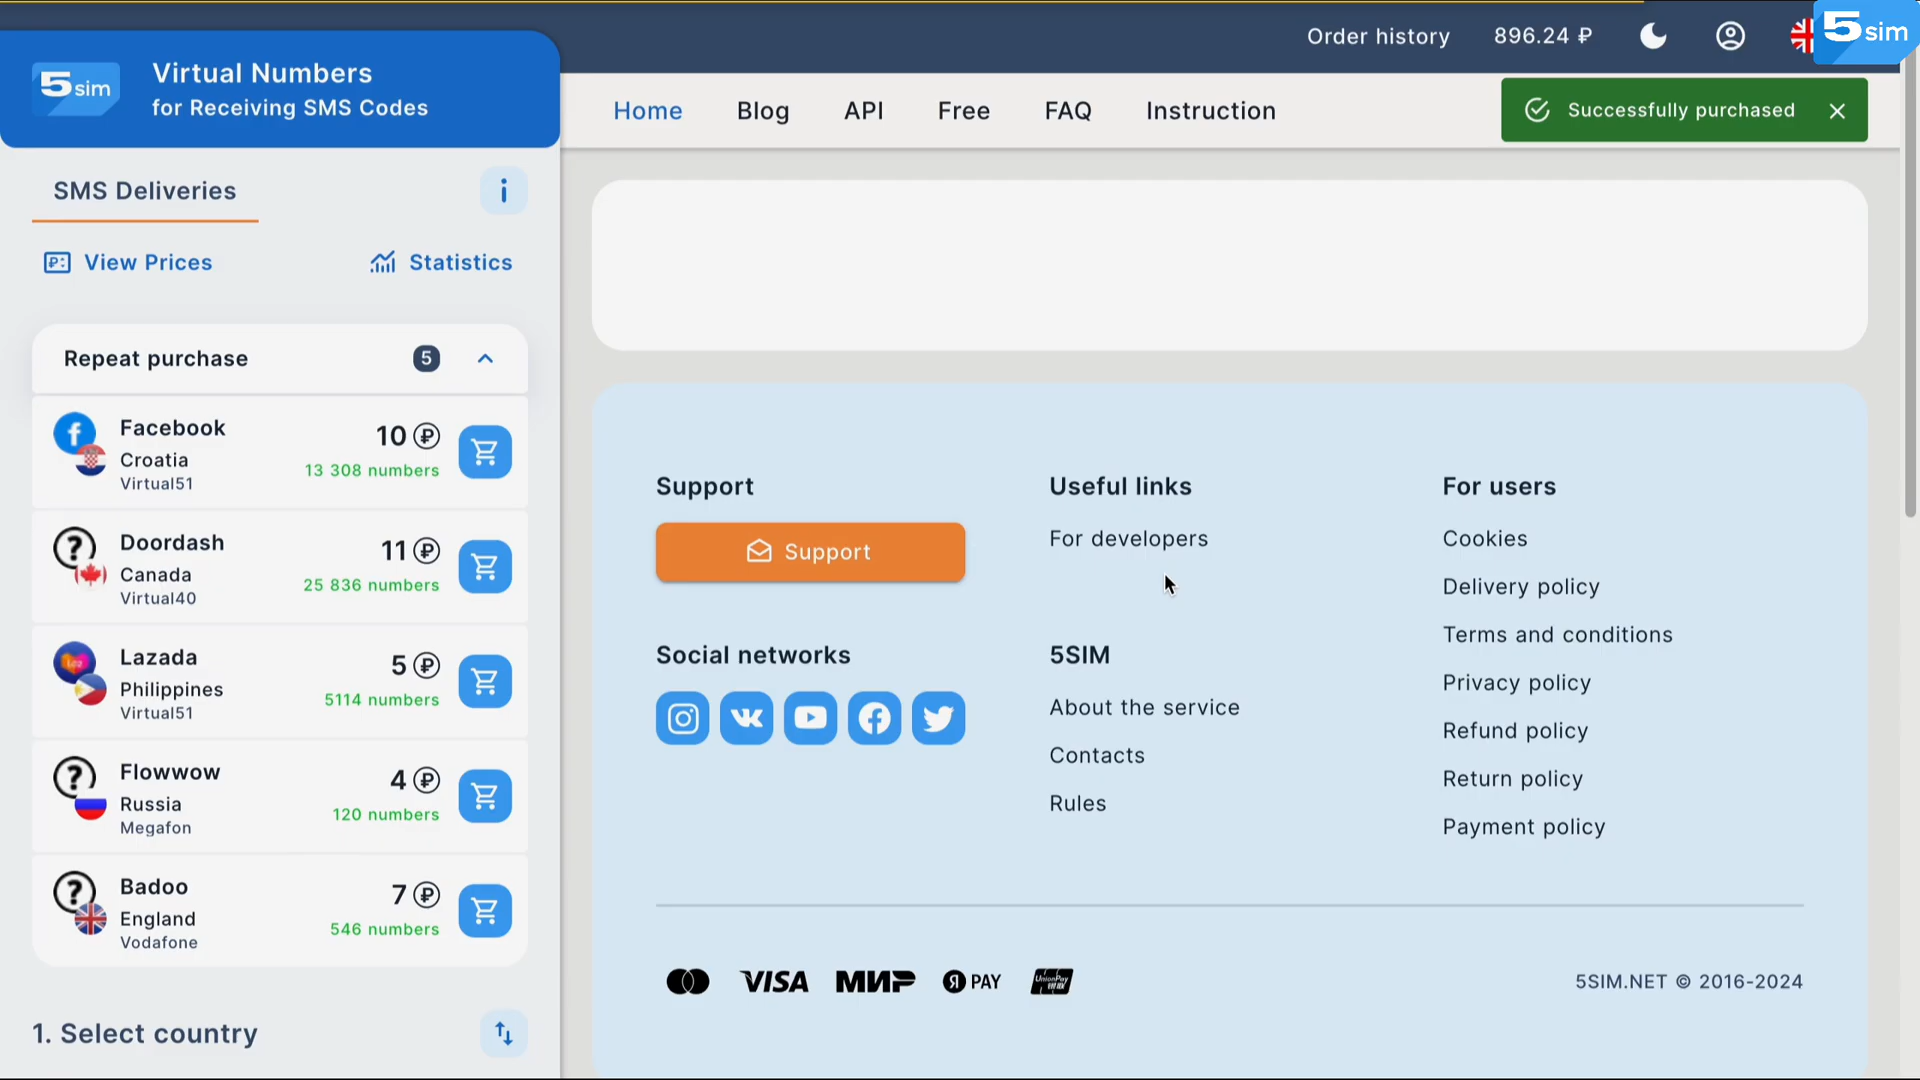 Order history
896.24 ₽
5sim
5sim
Virtual Numbers
for Receiving SMS Codes
Home
Blog
API
Free
FAQ
Instruction
Successfully purchased
SMS Deliveries
i
View Prices
Statistics
Repeat purchase
5
Facebook
10 ₽
Croatia
13 308 numbers
Virtual51
Doordash
11 ₽
Canada
25 836 numbers
Virtual40
Lazada
5 ₽
Philippines
5114 numbers
Virtual51
Flowwow
4 ₽
Russia
120 numbers
Megafon
Badoo
7 ₽
England
546 numbers
Vodafone
1. Select country
Support
Support
Social networks
Useful links
For developers
5SIM
About the service
Contacts
Rules
For users
Cookies
Delivery policy
Terms and conditions
Privacy policy
Refund policy
Return policy
Payment policy
VISA
МИР
Я PAY
UnionPay
5SIM.NET © 2016-2024